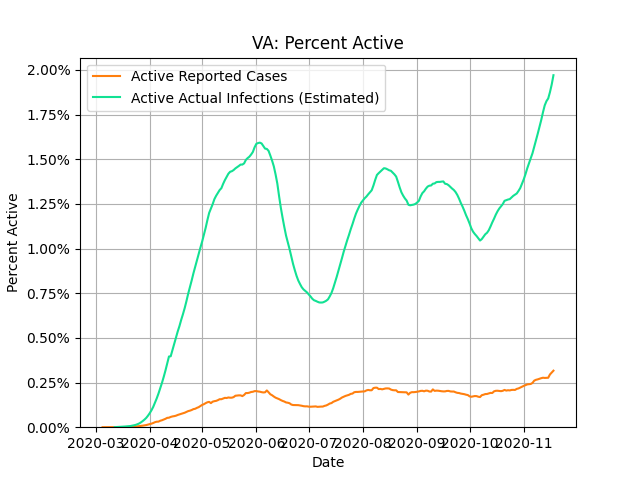 VA: Percent Active
Active Reported Cases
Active Actual Infections (Estimated)
2.00%
1.75%
1.50%
1.25%
1.00%
0.75%
0.50%
0.25%
0.00%
Percent Active
2020-03 2020-04 2020-05 2020-06 2020-07 2020-08 2020-09 2020-10 2020-11
Date